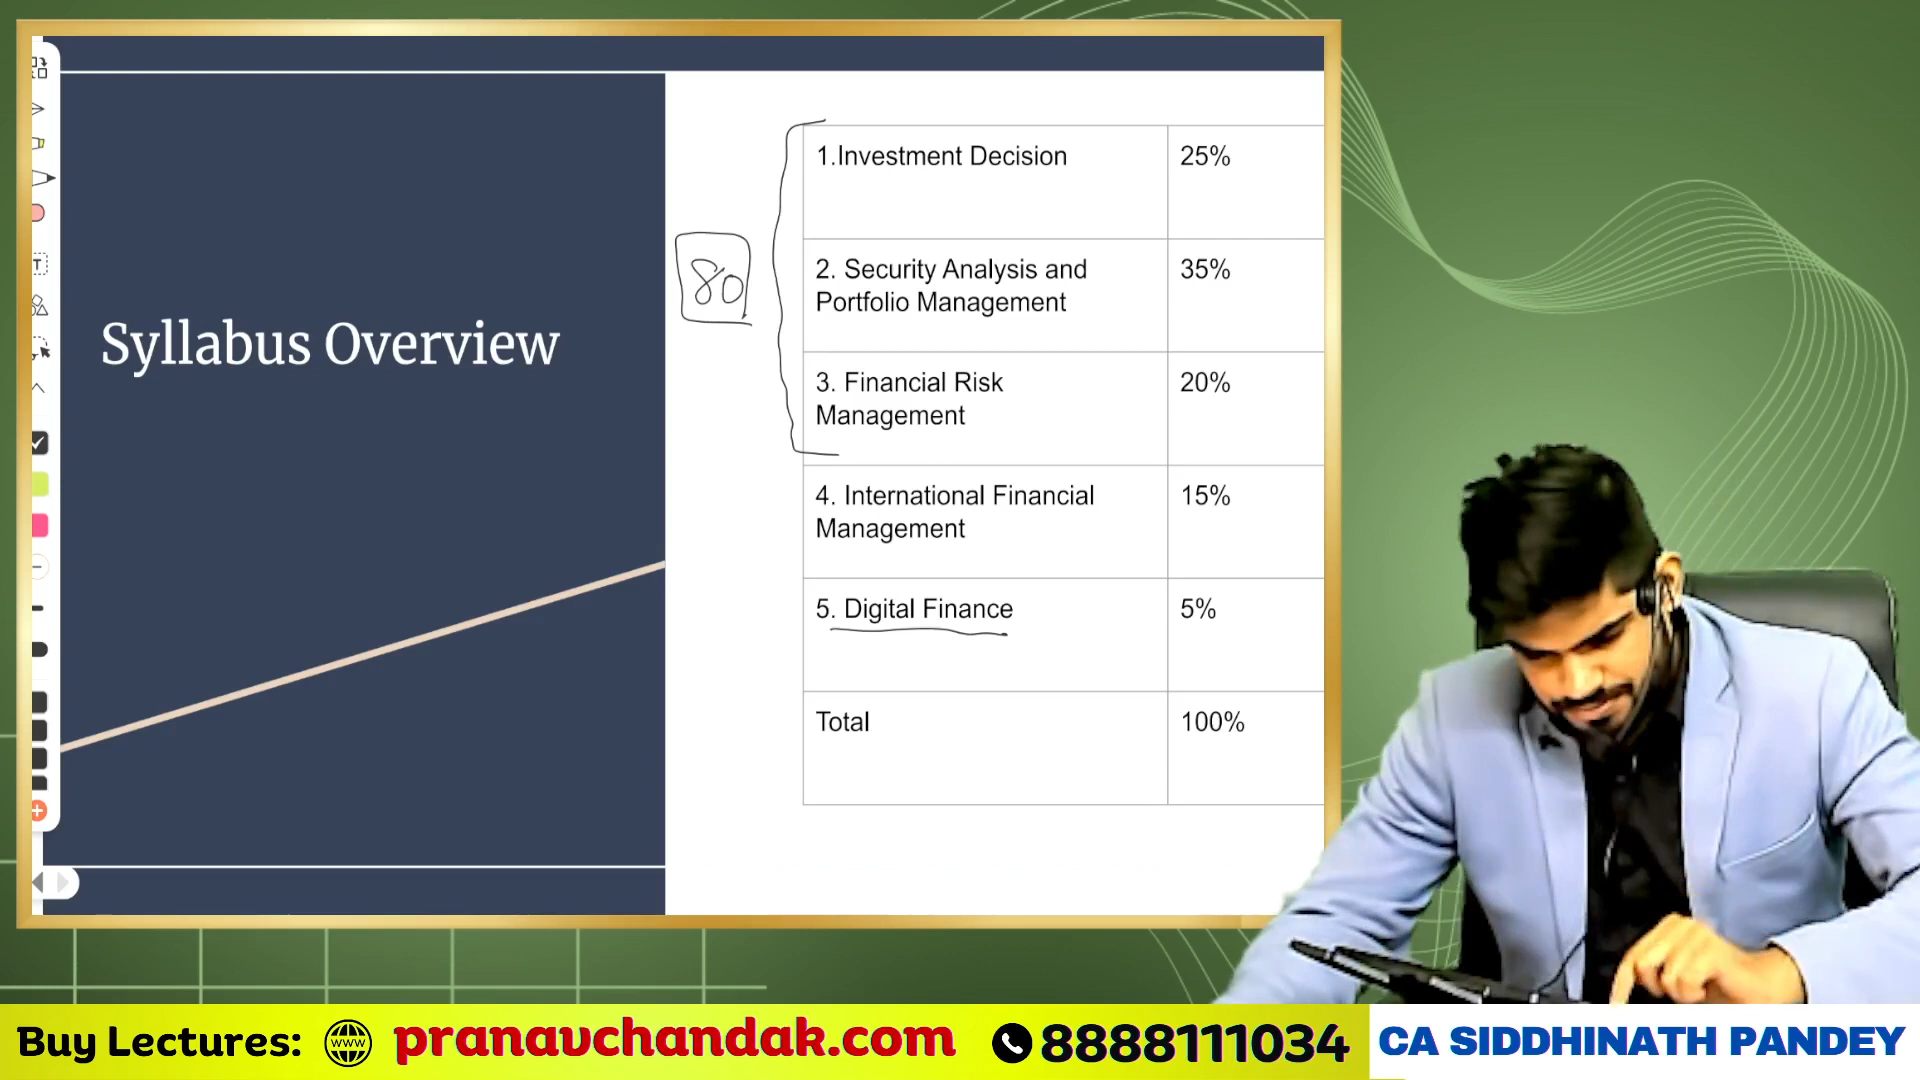 Syllabus Overview
80
1.Investment Decision
25%
2. Security Analysis and
Portfolio Management
35%
3. Financial Risk
Management
20%
4. International Financial
Management
15%
5. Digital Finance
5%
Total
100%
Buy Lectures:
www
pranavchandak.com
8888111034
CA SIDDHINATH PANDEY